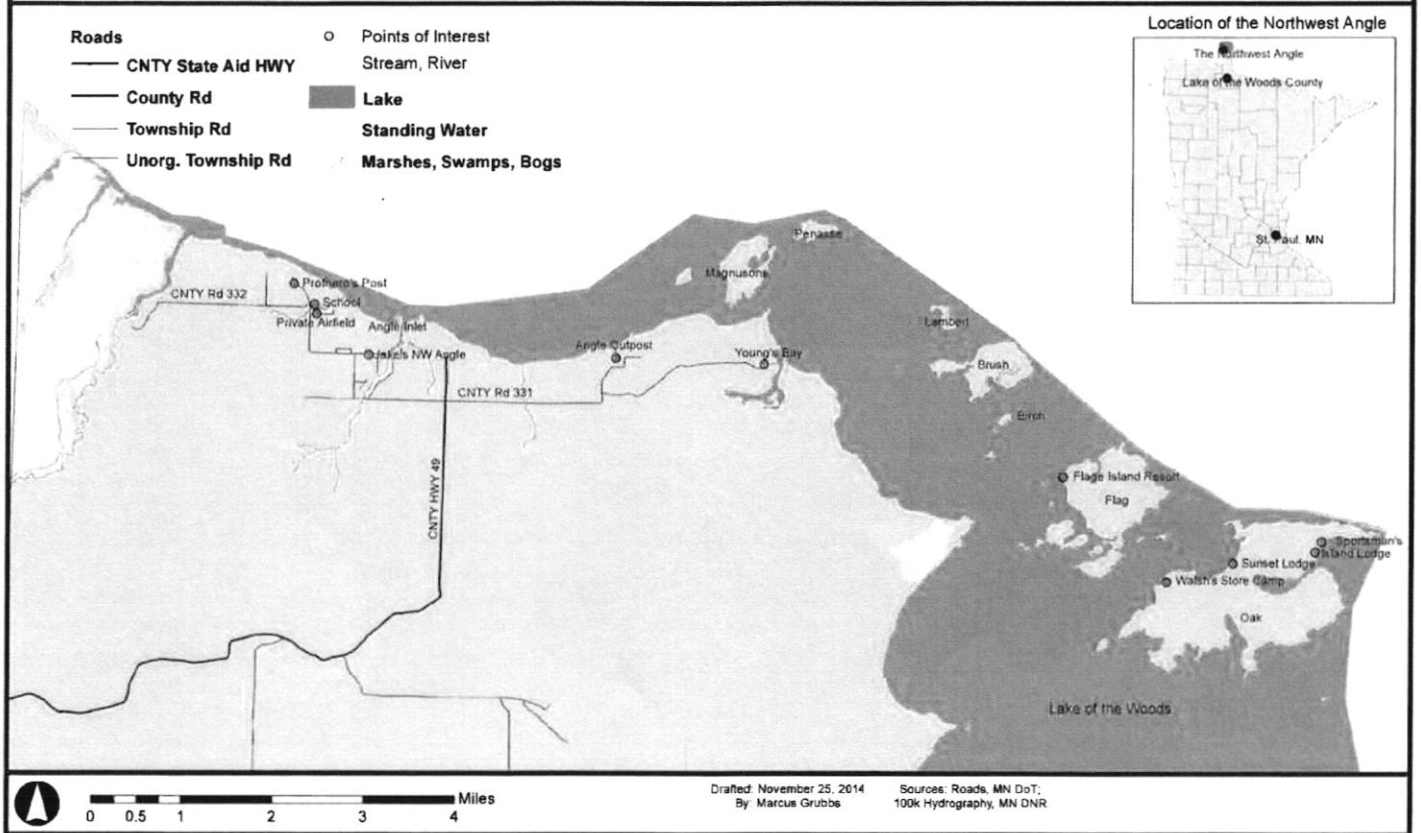 Roads
CNTY State Aid HWY
County Rd
Township Rd
Unorg. Township Rd
Points of Interest
Stream, River
Lake
Standing Water
Marshes, Swamps, Bogs
Location of the Northwest Angle
The Northwest Angle
Lake of the Woods County
St. Paul, MN
Penasse
Magnusons
Prothero's Post
CNTY Rd 332
School
Private Airfield
Angle Inlet
Lambert
Angle Outpost
Young's Bay
Jake's NW Angle
Brush
CNTY Rd 331
CNTY HWY 49
Flage Island Resort
Flag
Sportsman's
Island Lodge
Sunset Lodge
Walsh's Store Camp
Oak
Lake of the Woods
Miles
0 0.5 1 2 3 4
Drafted: November 25, 2014
By: Marcus Grubbs
Sources: Roads, MN DoT;
100k Hydrography, MN DNR